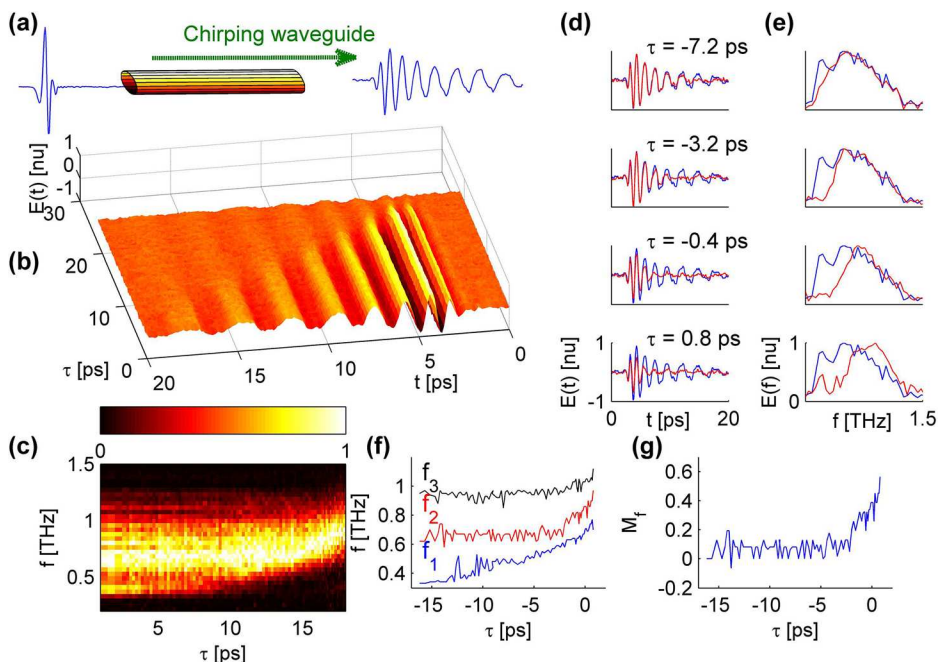 (a)
Chirping waveguide
E(t) [nu]
1
0
-1
30
20
10
0
τ [ps]
20
15
10
5
0
t [ps]
(b)
(c)
0
1
f [THz]
1.5
1
0.5
5
10
15
τ [ps]
(d)
τ = -7.2 ps
τ = -3.2 ps
τ = -0.4 ps
τ = 0.8 ps
E(t) [nu]
1
-1
0
20
t [ps]
(e)
E(f) [nu]
1
0
f [THz]
1.5
(f)
f [THz]
1
0.8
0.6
0.4
f3
f2
f1
-15
-10
-5
0
τ [ps]
(g)
Mf
0.6
0.4
0.2
0
-0.2
-15
-10
-5
0
τ [ps]